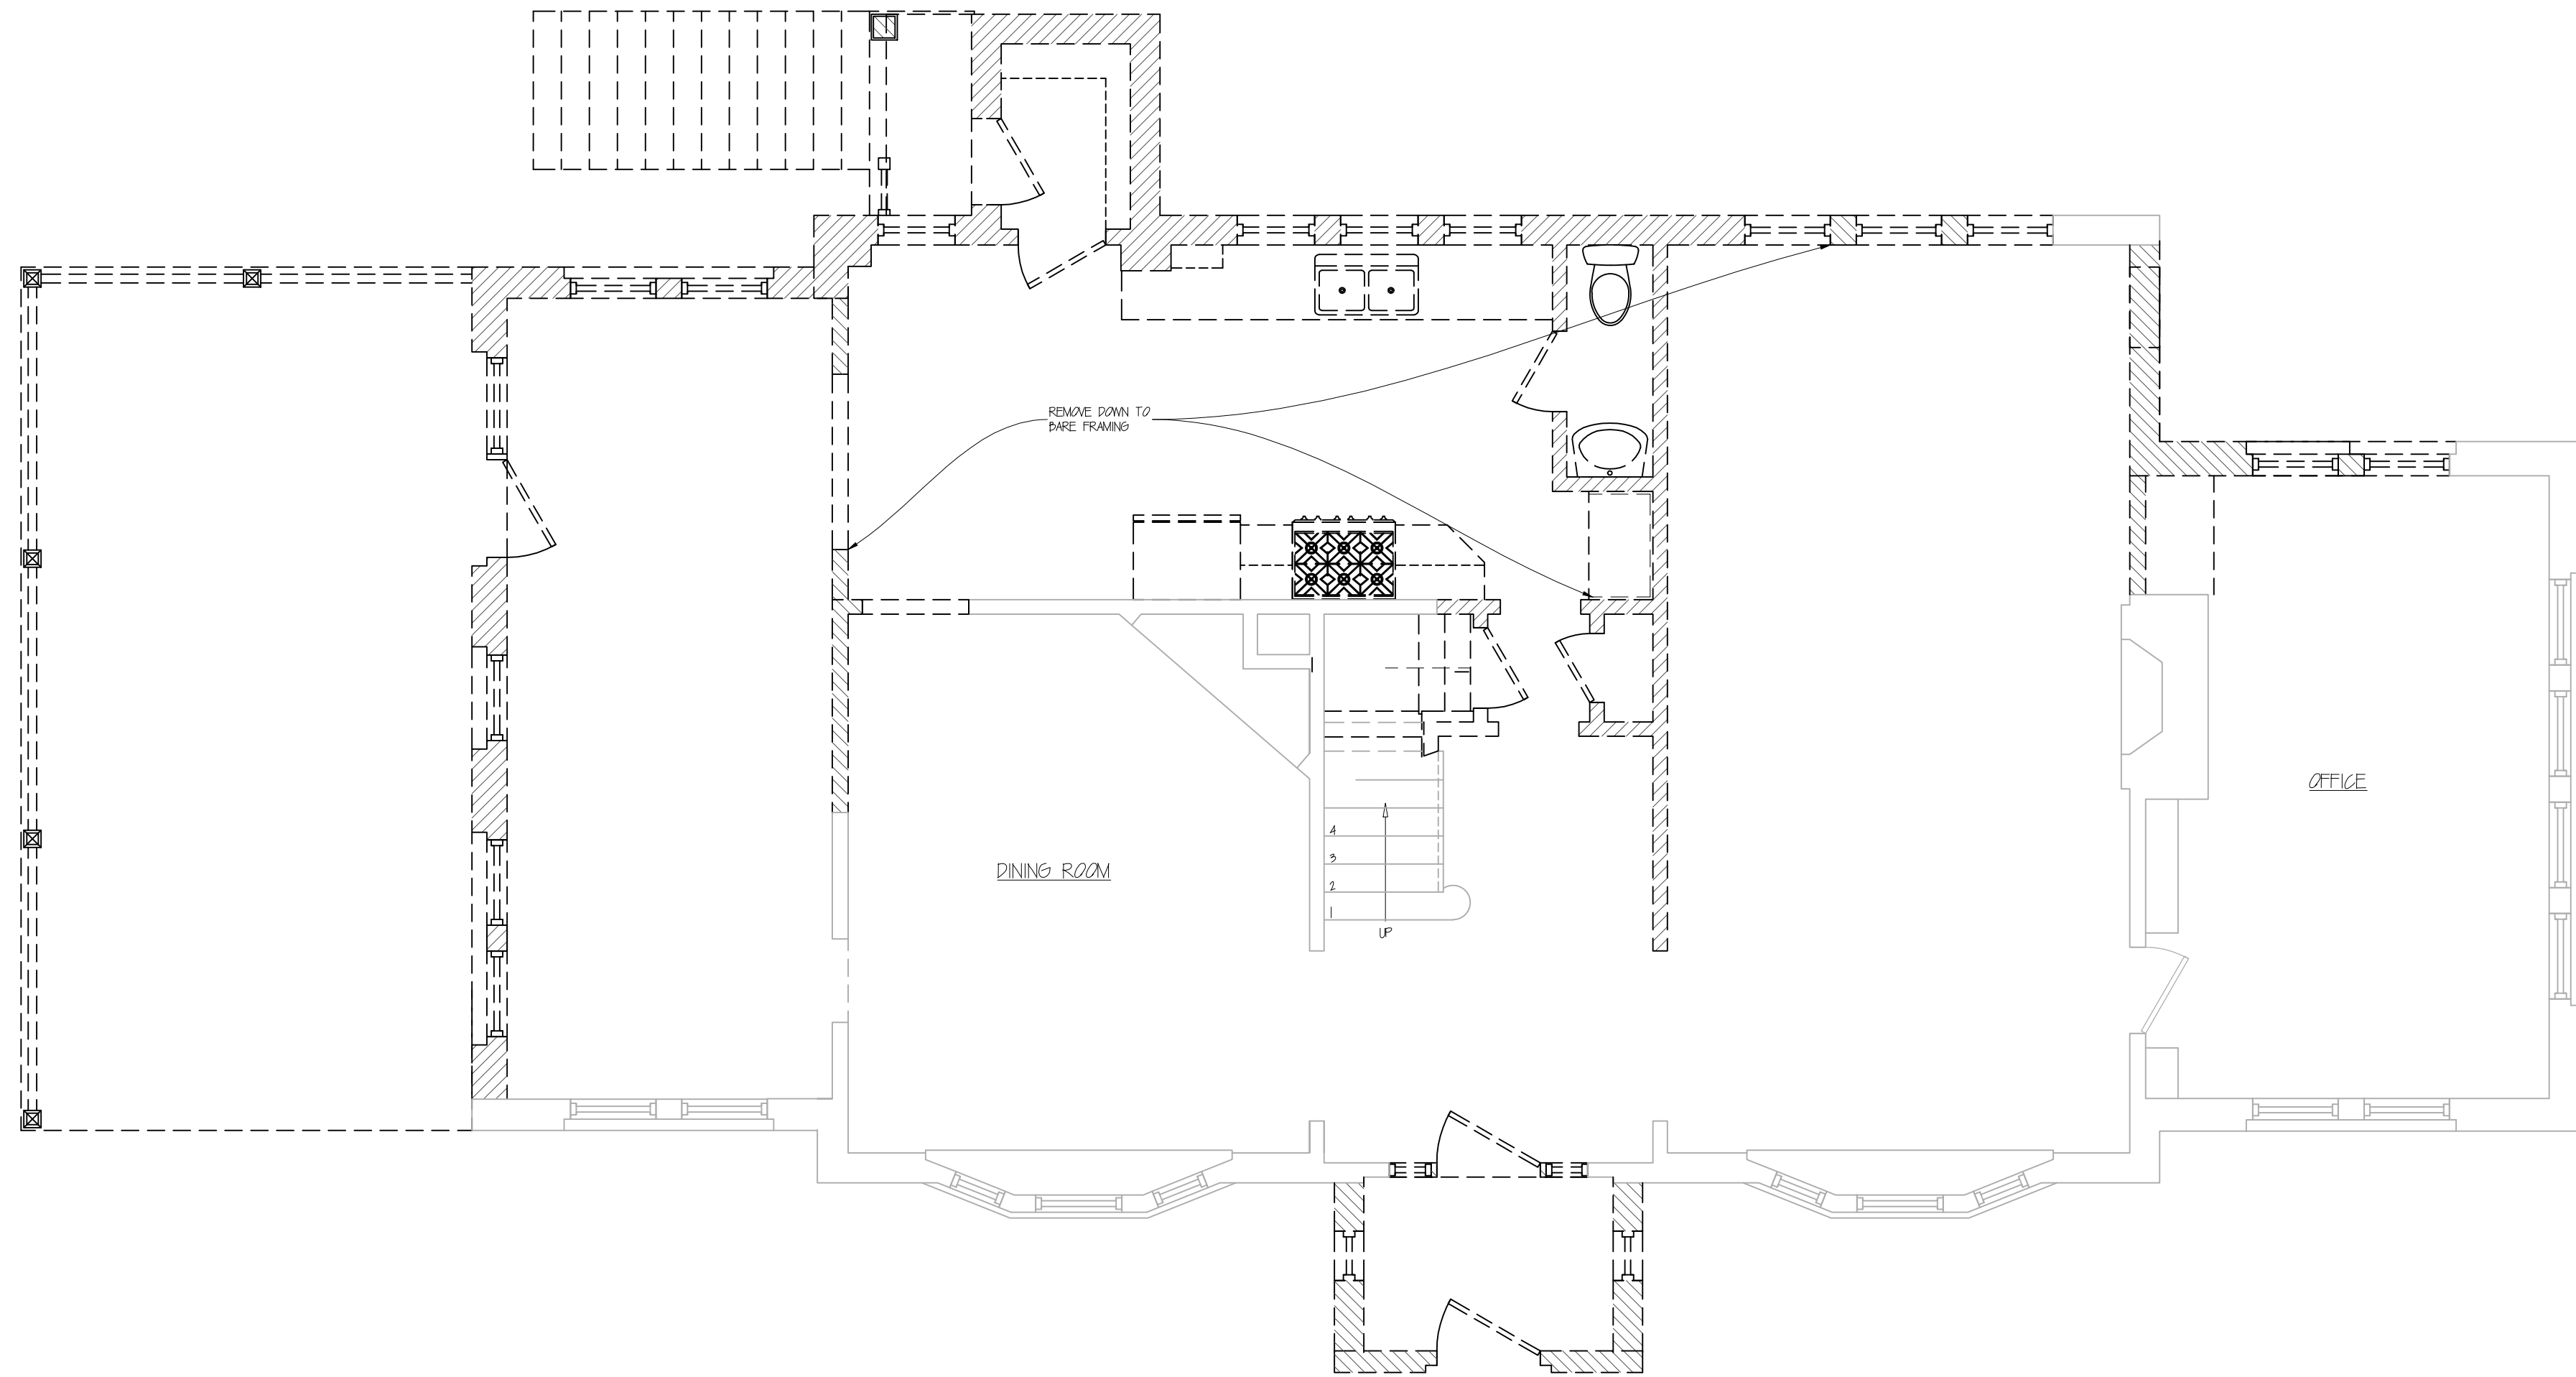 REMOVE DOWN TO
BARE FRAMING
OFFICE
DINING ROOM
4
3
2
1
UP